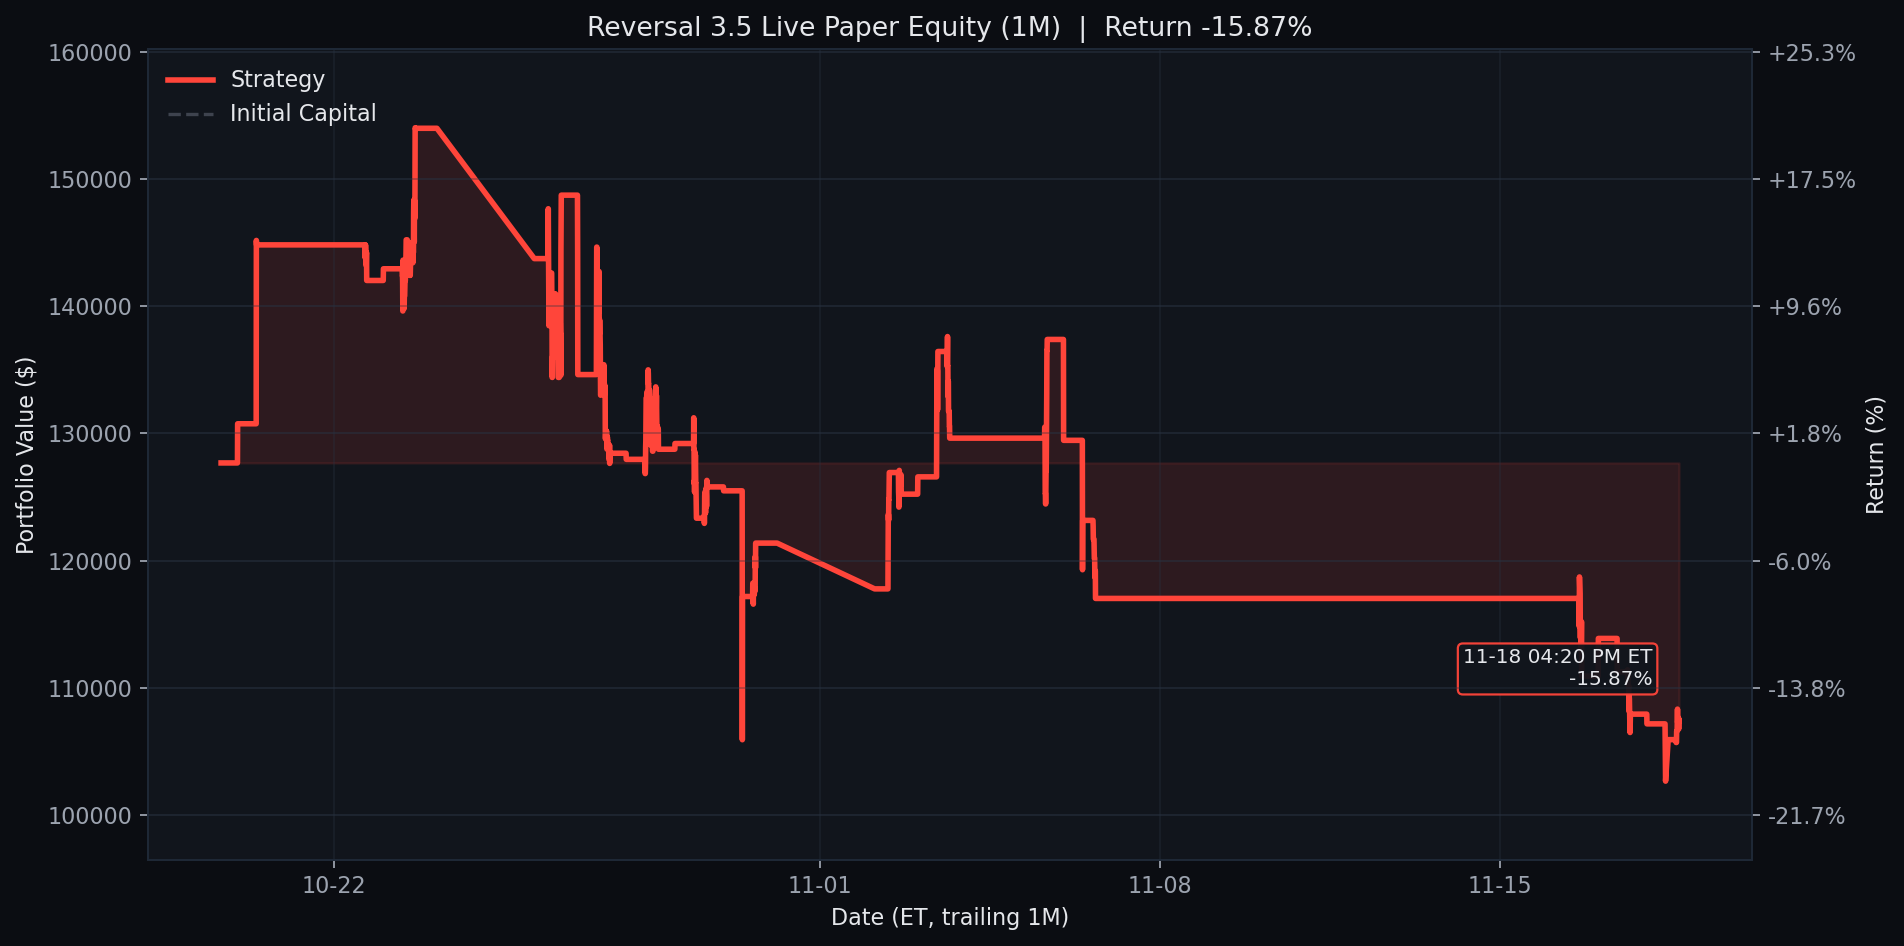 Reversal 3.5 Live Paper Equity (1M) | Return -15.87%
Strategy
Initial Capital
Portfolio Value ($)
160000
150000
140000
130000
120000
110000
100000
+25.3%
+17.5%
+9.6%
+1.8%
-6.0%
-13.8%
-21.7%
Return (%)
11-18 04:20 PM ET
-15.87%
10-22
11-01
11-08
11-15
Date (ET, trailing 1M)